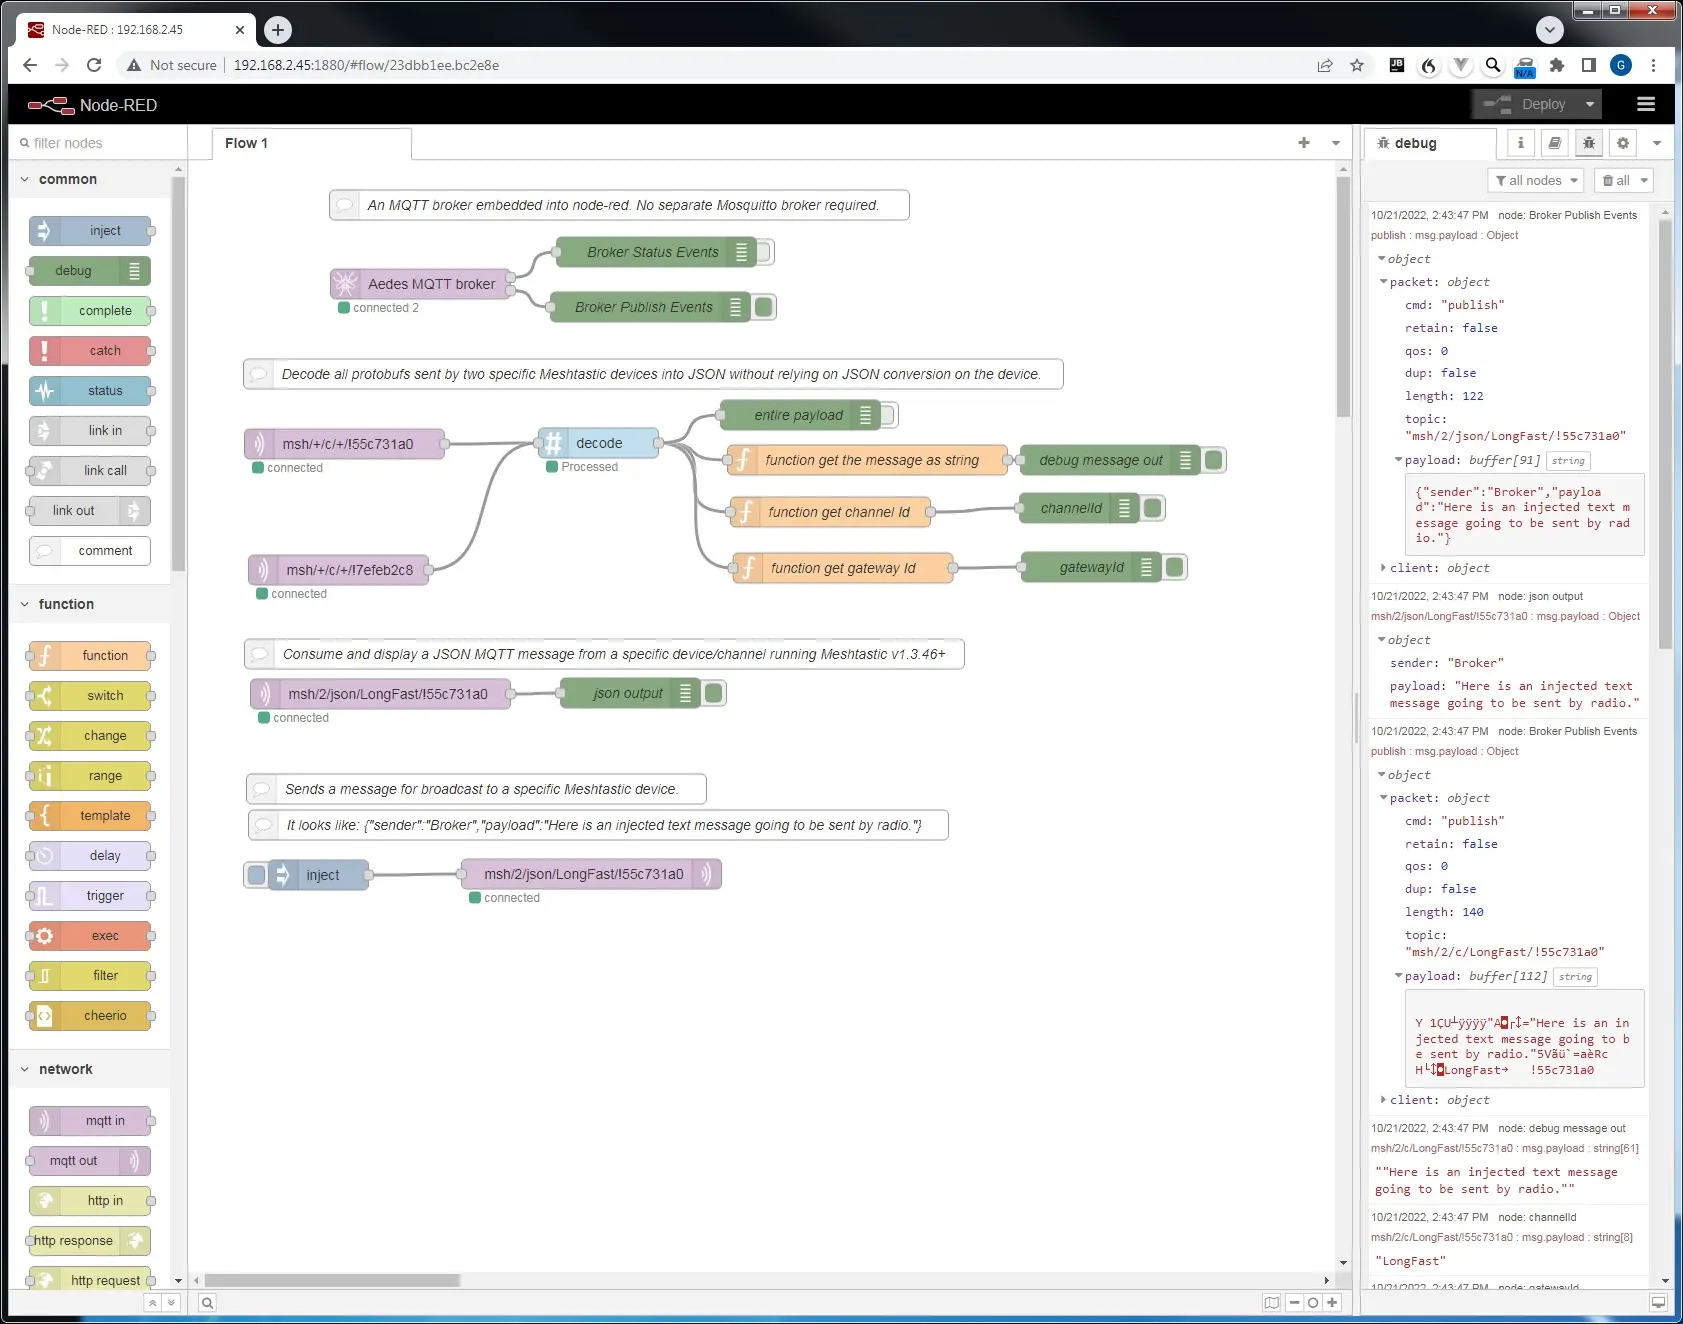 Node-RED : 192.168.2.45
Not secure
192.168.2.45:1880/#flow/23dbb1ee.bc2e8e
JB
N/A
G
Node-RED
Deploy
filter nodes
common
inject
debug
complete
catch
status
link in
link call
link out
comment
function
function
switch
change
range
template
delay
trigger
exec
filter
cheerio
network
mqtt in
mqtt out
http in
http response
http request
Flow 1
An MQTT broker embedded into node-red. No separate Mosquitto broker required.
Broker Status Events
Aedes MQTT broker
connected 2
Broker Publish Events
Decode all protobufs sent by two specific Meshtastic devices into JSON without relying on JSON conversion on the device.
entire payload
msh/+/c/+/!55c731a0
connected
decode
Processed
function get the message as string
debug message out
function get channel Id
channelId
msh/+/c/+/!7efeb2c8
connected
function get gateway Id
gatewayId
Consume and display a JSON MQTT message from a specific device/channel running Meshtastic v1.3.46+
msh/2/json/LongFast/!55c731a0
connected
json output
Sends a message for broadcast to a specific Meshtastic device.
It looks like: {"sender":"Broker","payload":"Here is an injected text message going to be sent by radio."}
inject
msh/2/json/LongFast/!55c731a0
connected
debug
all nodes
all
10/21/2022, 2:43:47 PM node: Broker Publish Events
publish : msg.payload : Object
object
packet: object
cmd: "publish"
retain: false
qos: 0
dup: false
length: 122
topic:
"msh/2/json/LongFast/!55c731a0"
payload: buffer[91] string
{"sender":"Broker","payloa
d":"Here is an injected text m
essage going to be sent by rad
io."}
client: object
10/21/2022, 2:43:47 PM node: json output
msh/2/json/LongFast/!55c731a0 : msg.payload : Object
object
sender: "Broker"
payload: "Here is an injected text
message going to be sent by radio."
10/21/2022, 2:43:47 PM node: Broker Publish Events
publish : msg.payload : Object
object
packet: object
cmd: "publish"
retain: false
qos: 0
dup: false
length: 140
topic:
"msh/2/c/LongFast/!55c731a0"
payload: buffer[112] string
="Here is an in
jected text message going to b
e sent by radio."
LongFast !55c731a0
client: object
10/21/2022, 2:43:47 PM node: debug message out
msh/2/c/LongFast/!55c731a0 : msg.payload : string[61]
""Here is an injected text message
going to be sent by radio.""
10/21/2022, 2:43:47 PM node: channelId
msh/2/c/LongFast/!55c731a0 : msg.payload : string[8]
"LongFast"
10/21/2022, 2:43:47 PM node: gatewayId